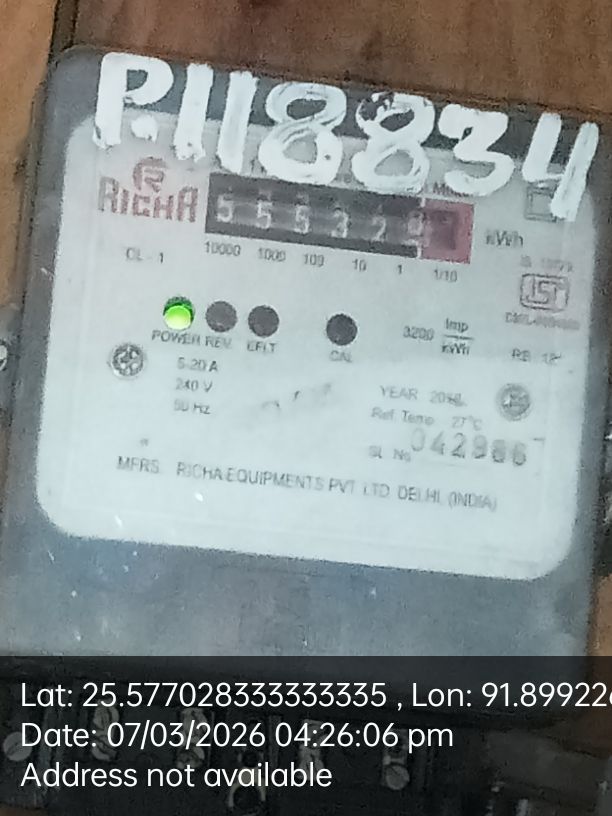 P.118834
RICHA
5 5 5 3 2
kWh
CL - 1
10000 1000 100 10 1 1/10
POWER REV. E/FLT CAL
3200 Imp/kWh
5-20 A
240 V
50 Hz
YEAR
Ref. Temp 27°C
SL No 042986
MFRS. RICHA EQUIPMENTS PVT. LTD. DELHI, (INDIA)
Lat: 25.577028333333335 , Lon: 91.89922
Date: 07/03/2026 04:26:06 pm
Address not available